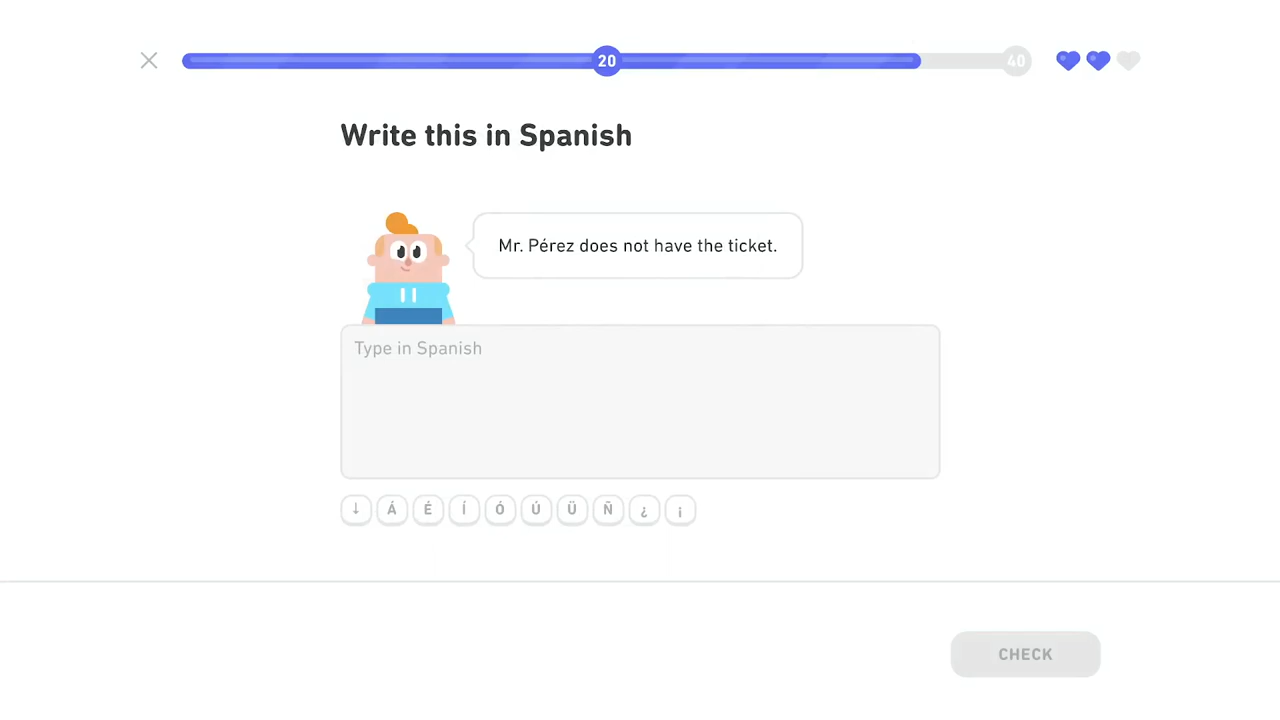 20
40
Write this in Spanish
Mr. Pérez does not have the ticket.
Type in Spanish
↓ Á É Í Ó Ú Ü Ñ ¿ ¡
CHECK